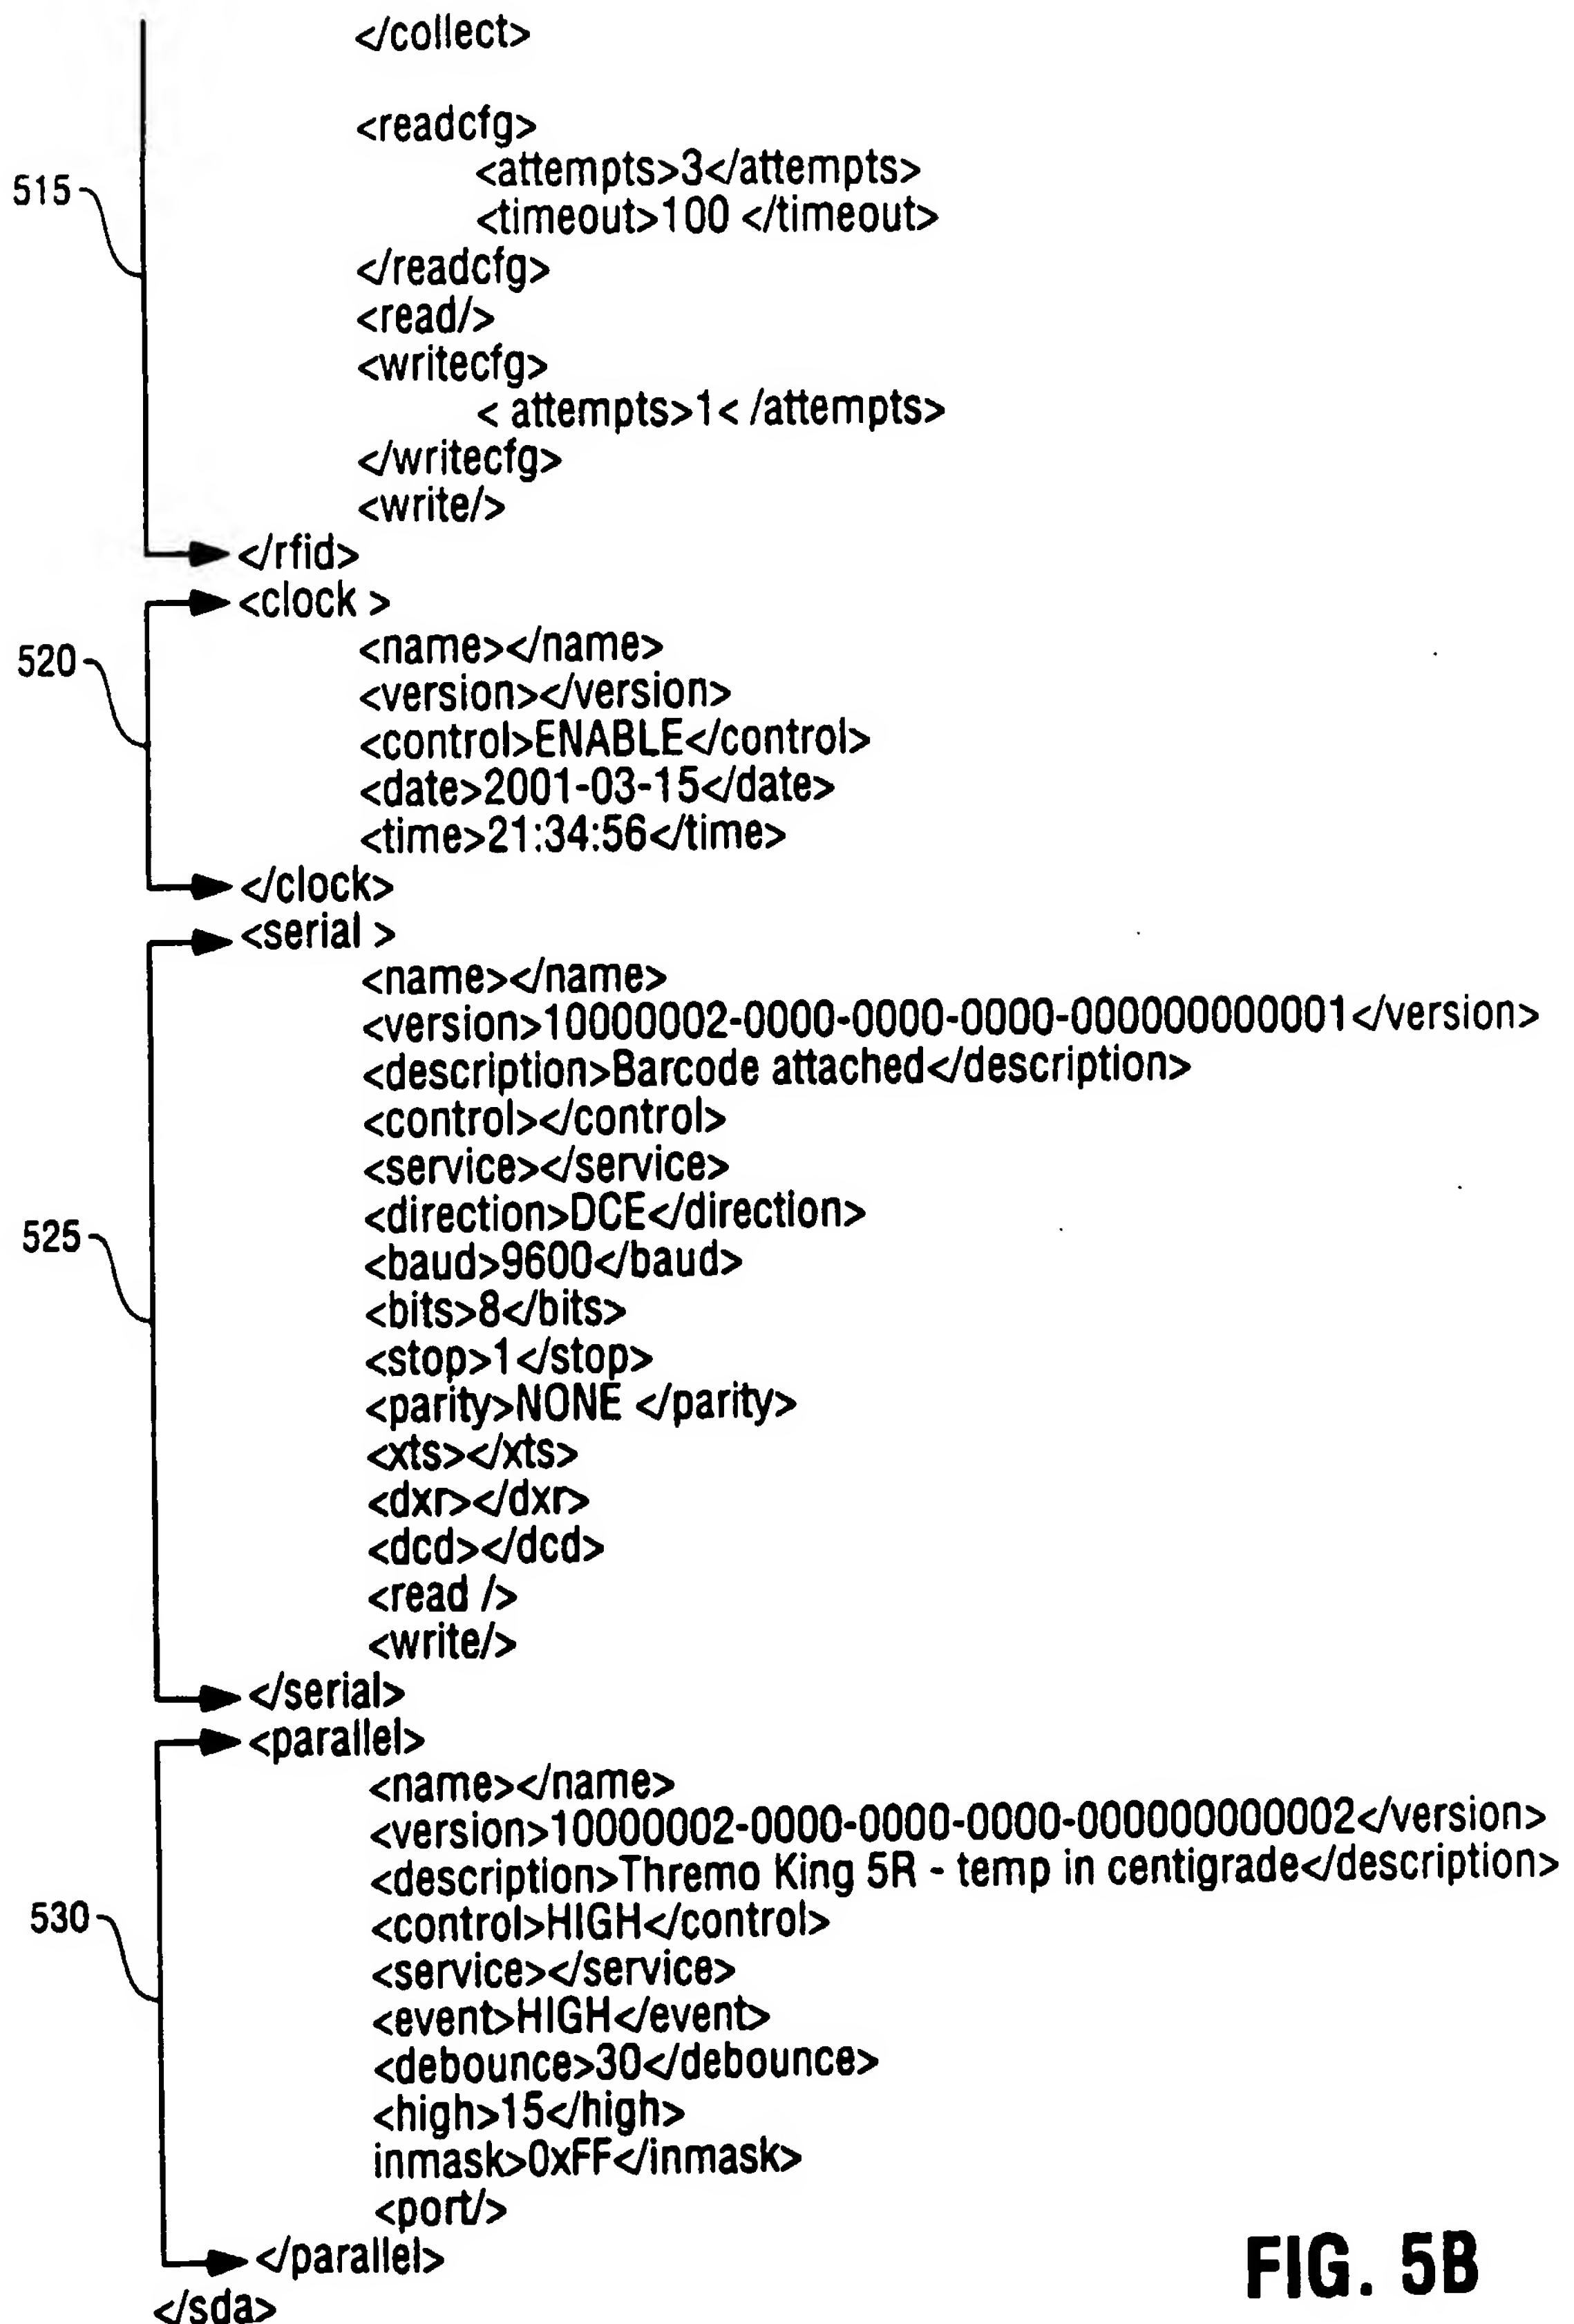 </collect>
<readcfg>
<attempts>3</attempts>
515
<timeout>100 </timeout>
</readcfg>
<read/>
<writecfg>
< attempts>1< /attempts>
</writecfg>
<write/>
</rfid>
<clock >
<name></name>
520
<version></version>
<control>ENABLE</control>
<date>2001-03-15</date>
<time>21:34:56</time>
</clock>
<serial >
<name></name>
<version>10000002-0000-0000-0000-000000000001</version>
<description>Barcode attached</description>
<control></control>
<service></service>
<direction>DCE</direction>
525
<baud>9600</baud>
<bits>8</bits>
<stop>1</stop>
<parity>NONE </parity>
<xts></xts>
<dxr></dxr>
<dcd></dcd>
<read />
<write/>
</serial>
<parallel>
<name></name>
<version>10000002-0000-0000-0000-000000000002</version>
<description>Thremo King 5R - temp in centigrade</description>
530
<control>HIGH</control>
<service></service>
<event>HIGH</event>
<debounce>30</debounce>
<high>15</high>
inmask>0xFF</inmask>
<port/>
</parallel>
</sda>
FIG. 5B